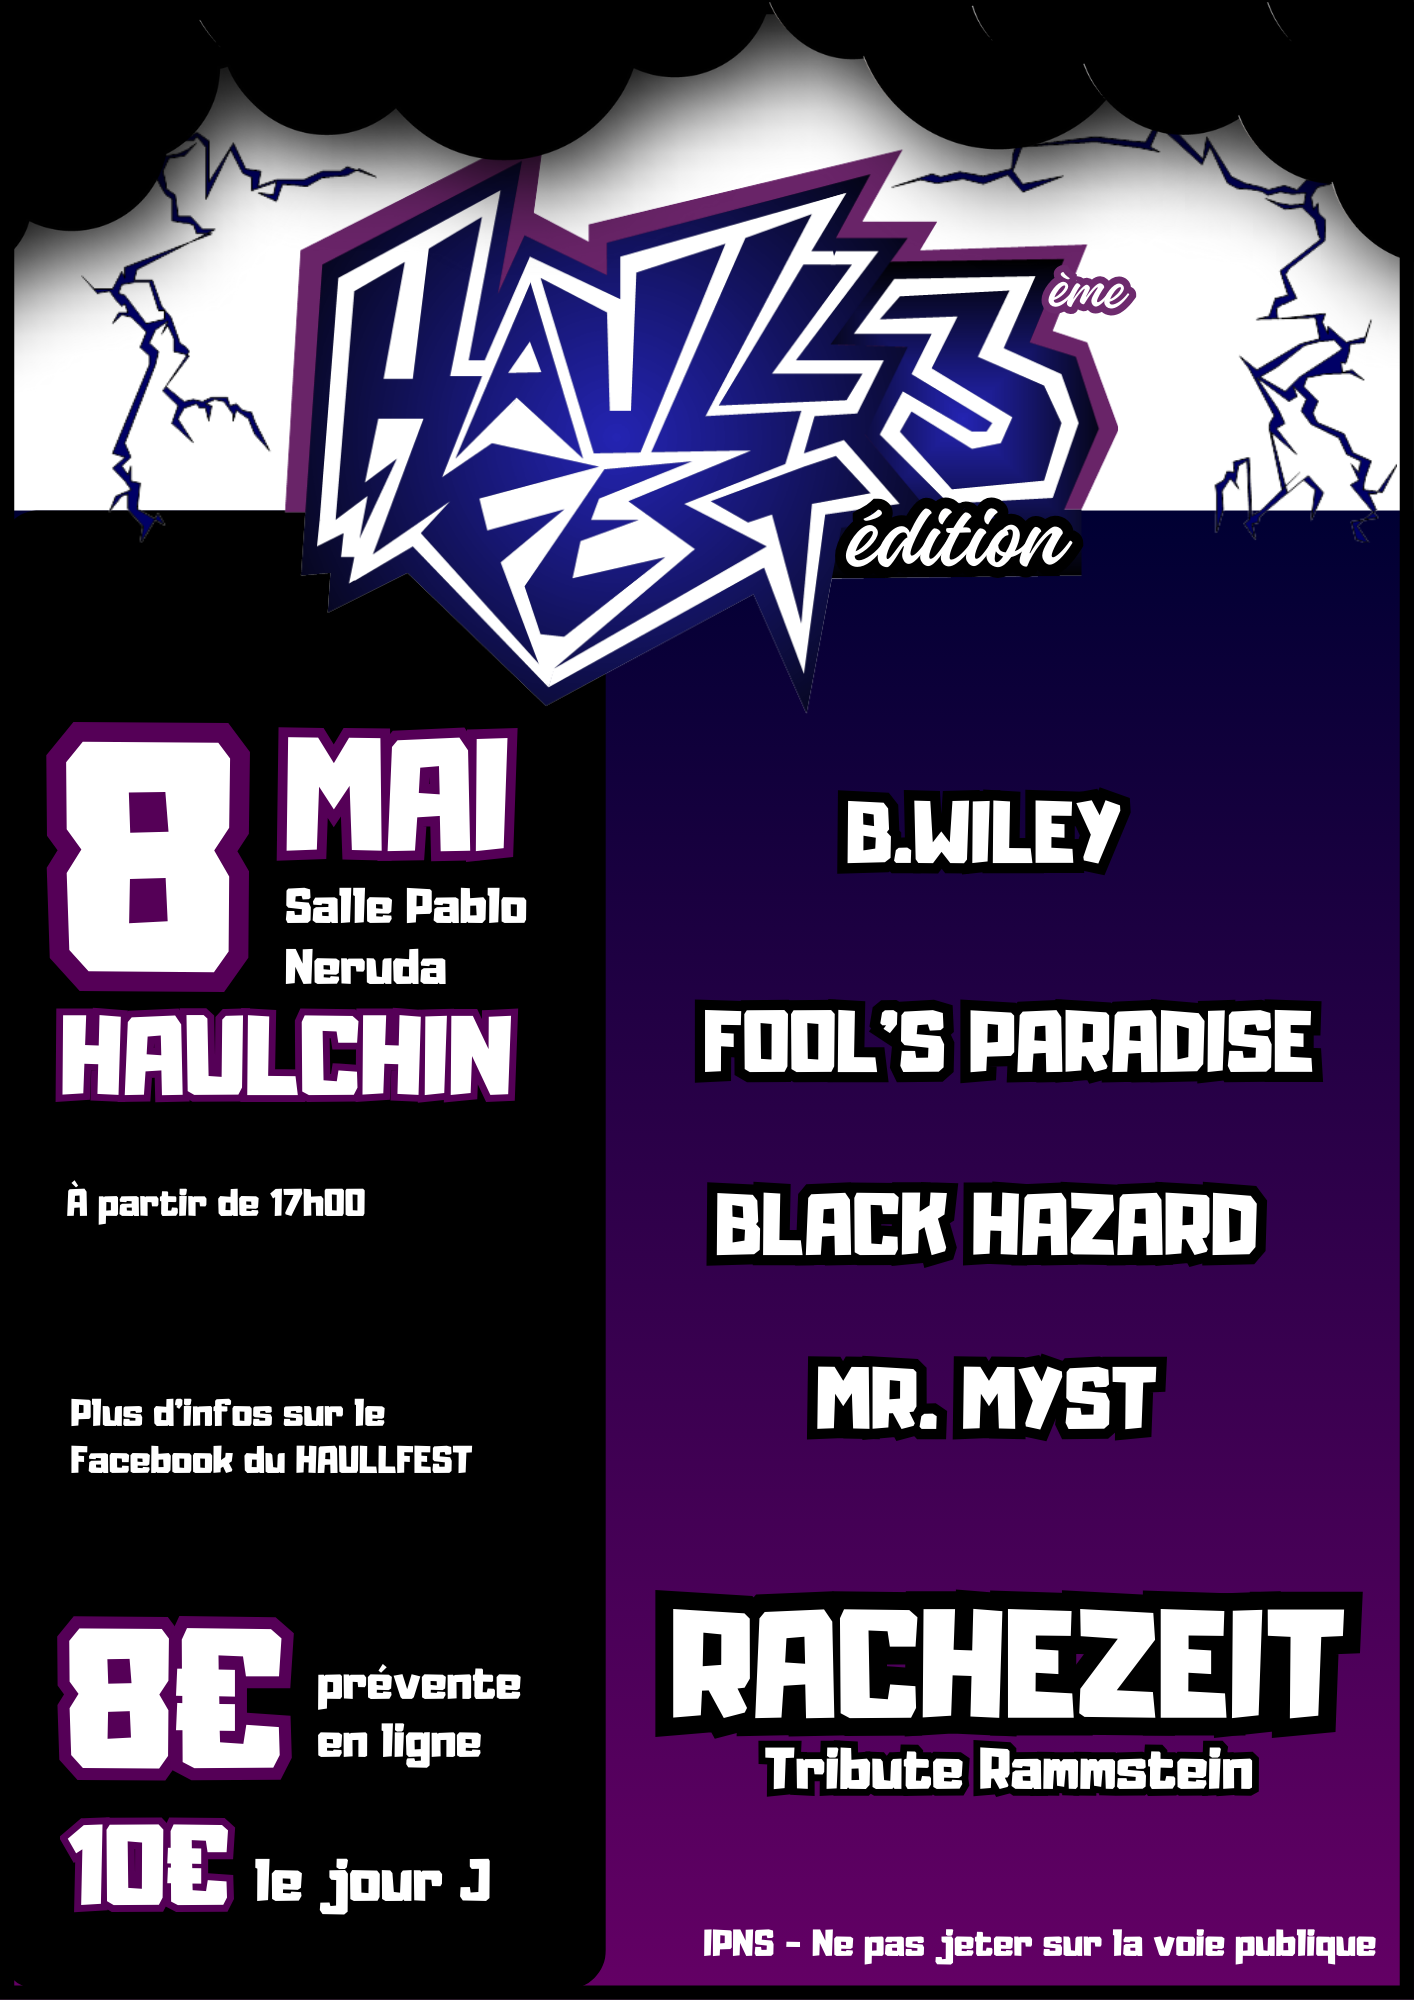 HAULL 3ème
FEST édition
8 MAI
Salle Pablo
Neruda
HAULCHIN
À partir de 17h00
Plus d'infos sur le
Facebook du HAULLFEST
8€ prévente
en ligne
10€ le jour J
B.WILEY
FOOL'S PARADISE
BLACK HAZARD
MR. MYST
RACHEZEIT
Tribute Rammstein
IPNS - Ne pas jeter sur la voie publique